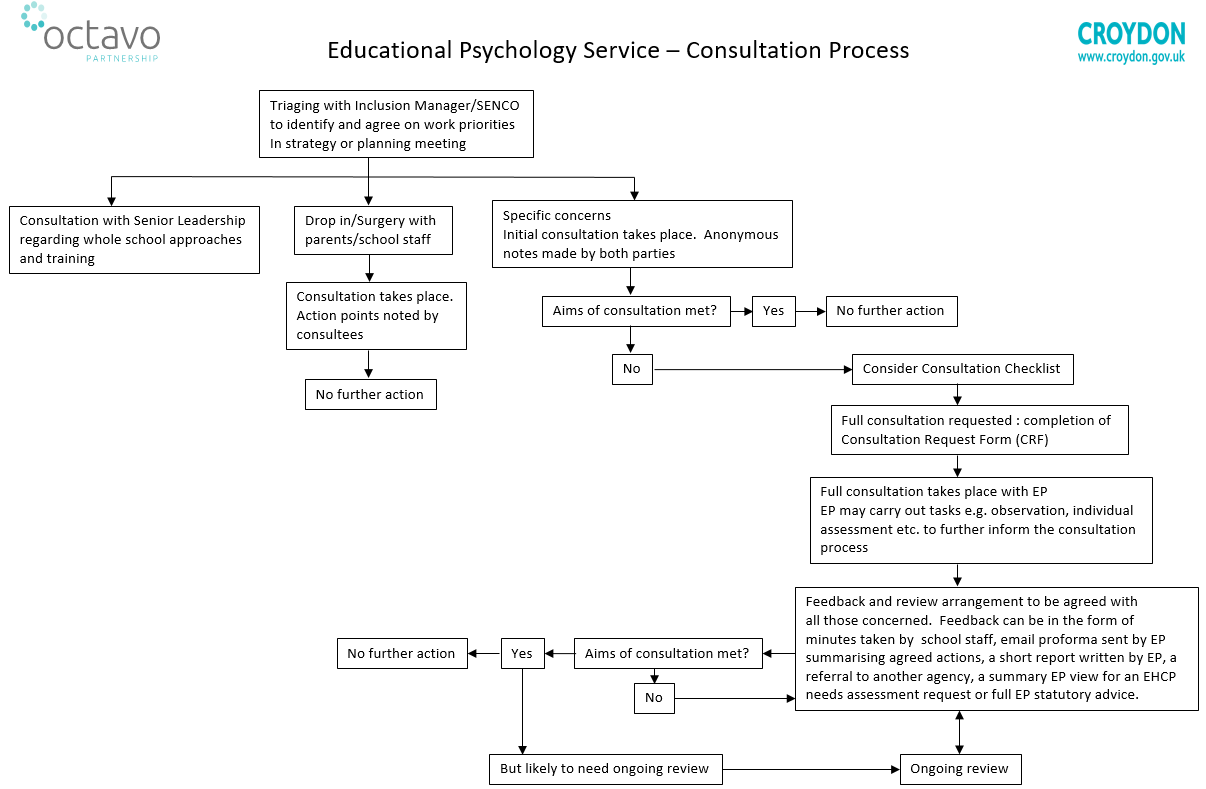 octavo
PARTNERSHIP
Educational Psychology Service – Consultation Process
CROYDON
www.croydon.gov.uk
Triaging with Inclusion Manager/SENCO
to identify and agree on work priorities
In strategy or planning meeting
Consultation with Senior Leadership
regarding whole school approaches
and training
Drop in/Surgery with
parents/school staff
Specific concerns
Initial consultation takes place.  Anonymous
notes made by both parties
Consultation takes place.
Action points noted by
consultees
No further action
Aims of consultation met?
Yes
No further action
No
Consider Consultation Checklist
Full consultation requested : completion of
Consultation Request Form (CRF)
Full consultation takes place with EP
EP may carry out tasks e.g. observation, individual
assessment etc. to further inform the consultation
process
Feedback and review arrangement to be agreed with
all those concerned.  Feedback can be in the form of
minutes taken by  school staff, email proforma sent by EP
summarising agreed actions, a short report written by EP, a
referral to another agency, a summary EP view for an EHCP
needs assessment request or full EP statutory advice.
Aims of consultation met?
Yes
No further action
No
But likely to need ongoing review
Ongoing review